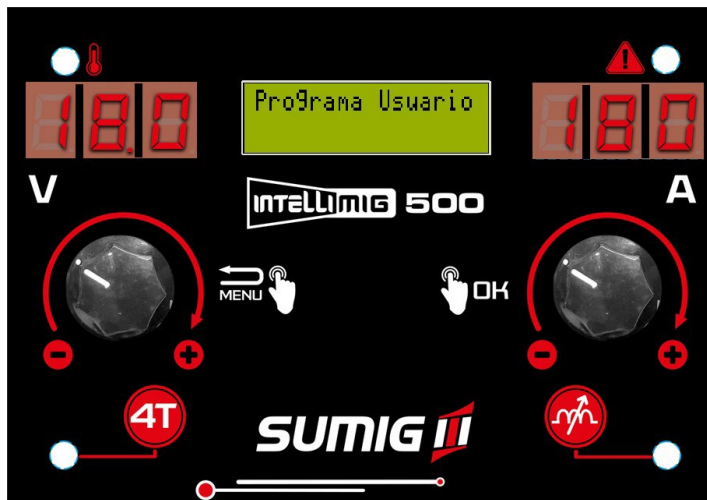 18.0
Programa Usuario
180
V
A
INTELLIMIG 500
MENU
OK
- +
- +
4T
SUMIG